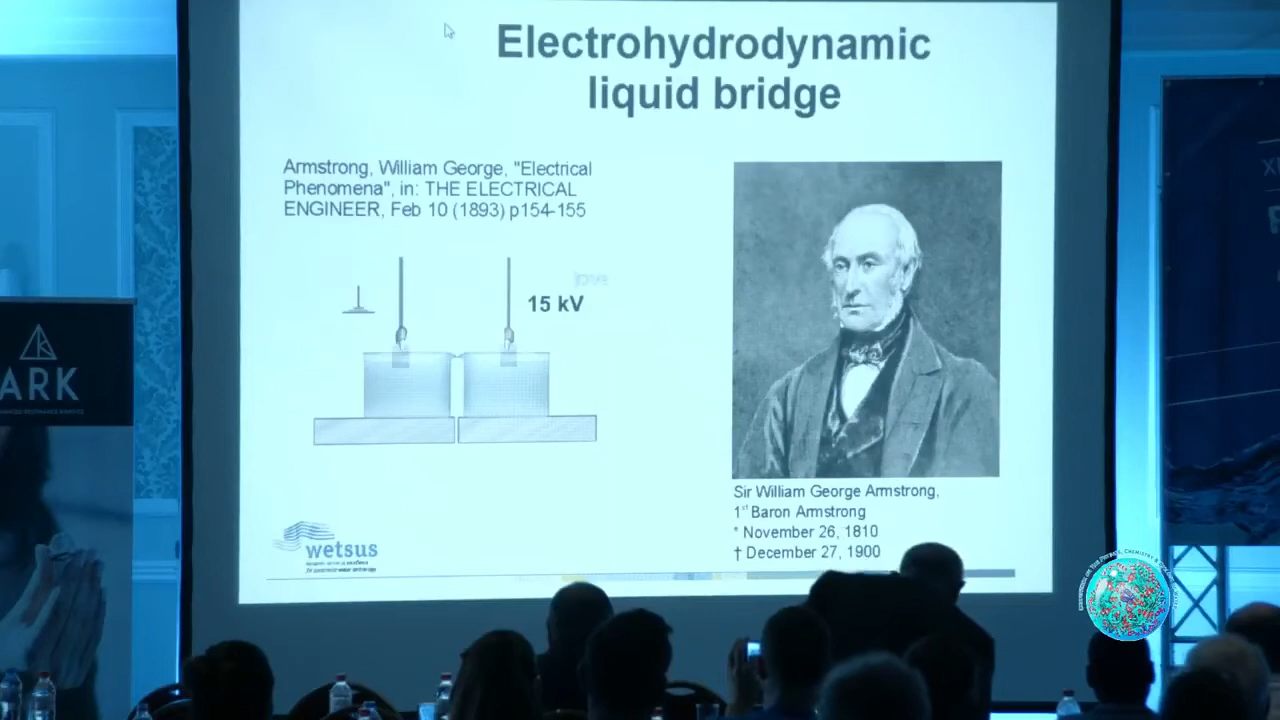 Electrohydrodynamic
liquid bridge
Armstrong, William George, "Electrical
Phenomena", in: THE ELECTRICAL
ENGINEER, Feb 10 (1893) p154-155
15 kV
Sir William George Armstrong,
1st Baron Armstrong
* November 26, 1810
† December 27, 1900
wetsus
ARK